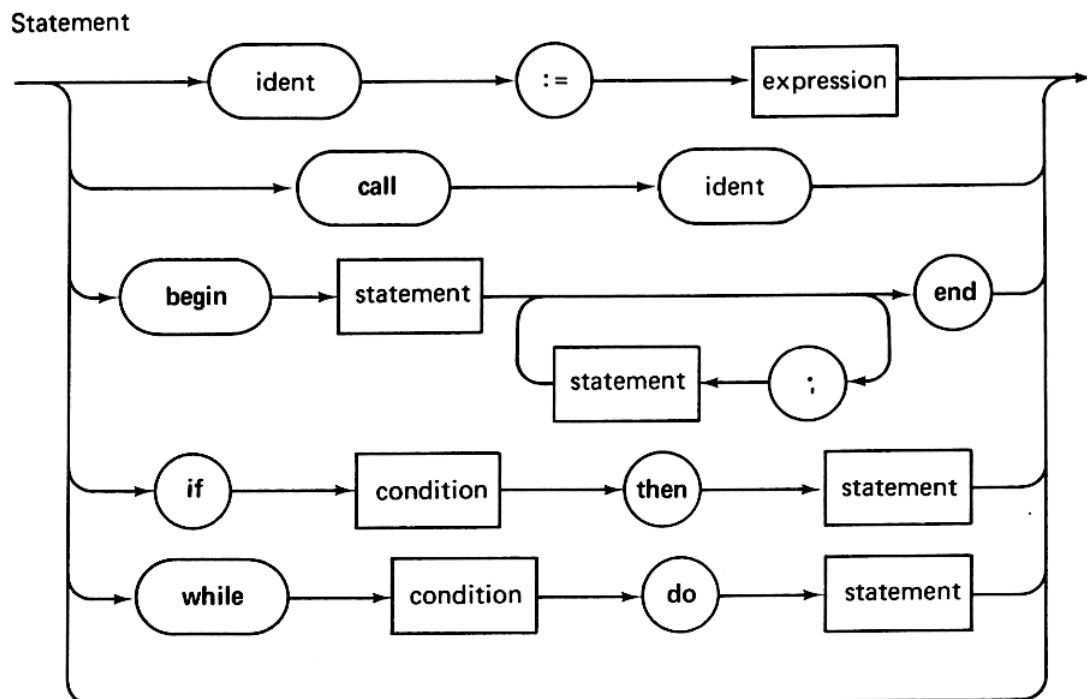 Statement
ident := expression
call ident
begin statement end
statement ;
if condition then statement
while condition do statement